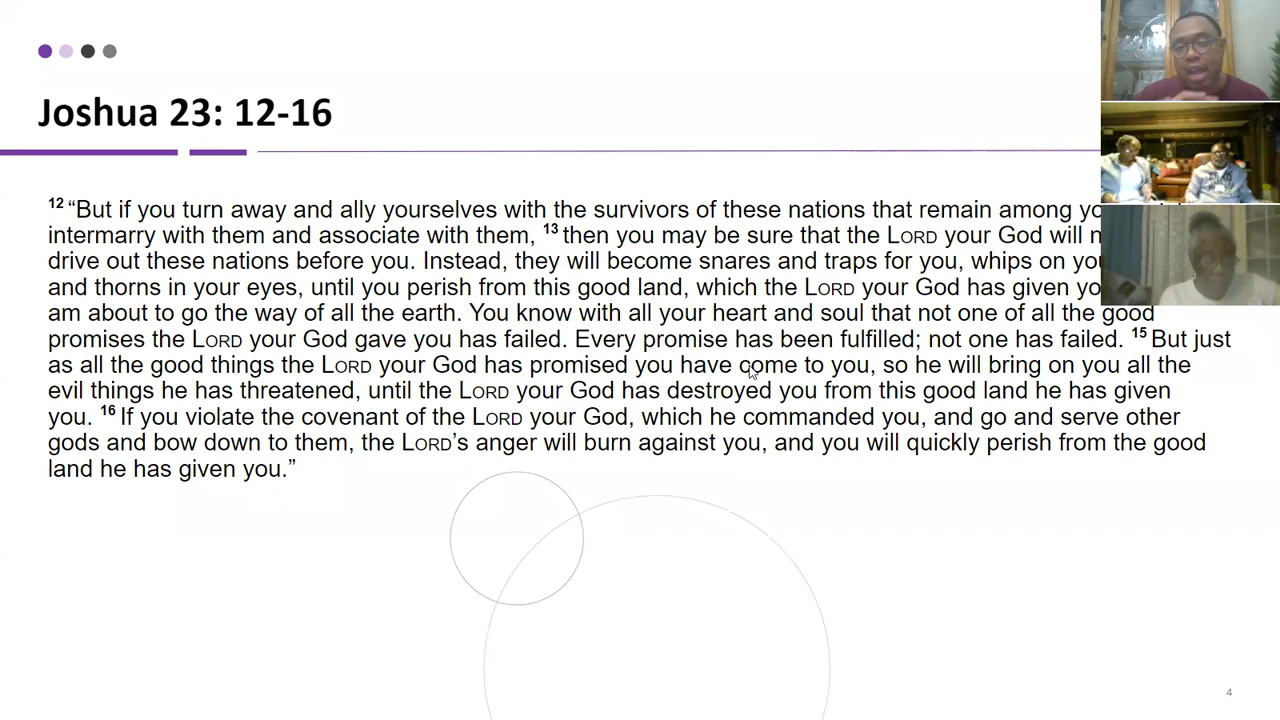 Joshua 23: 12-16
12 “But if you turn away and ally yourselves with the survivors of these nations that remain among
intermarry with them and associate with them, 13 then you may be sure that the LORD your God will
drive out these nations before you. Instead, they will become snares and traps for you, whips on
and thorns in your eyes, until you perish from this good land, which the LORD your God has given
am about to go the way of all the earth. You know with all your heart and soul that not one of all the good
promises the LORD your God gave you has failed. Every promise has been fulfilled; not one has failed. 15 But just
as all the good things the LORD your God has promised you have come to you, so he will bring on you all the
evil things he has threatened, until the LORD your God has destroyed you from this good land he has given
you. 16 If you violate the covenant of the LORD your God, which he commanded you, and go and serve other
gods and bow down to them, the LORD’s anger will burn against you, and you will quickly perish from the good
land he has given you.”
4